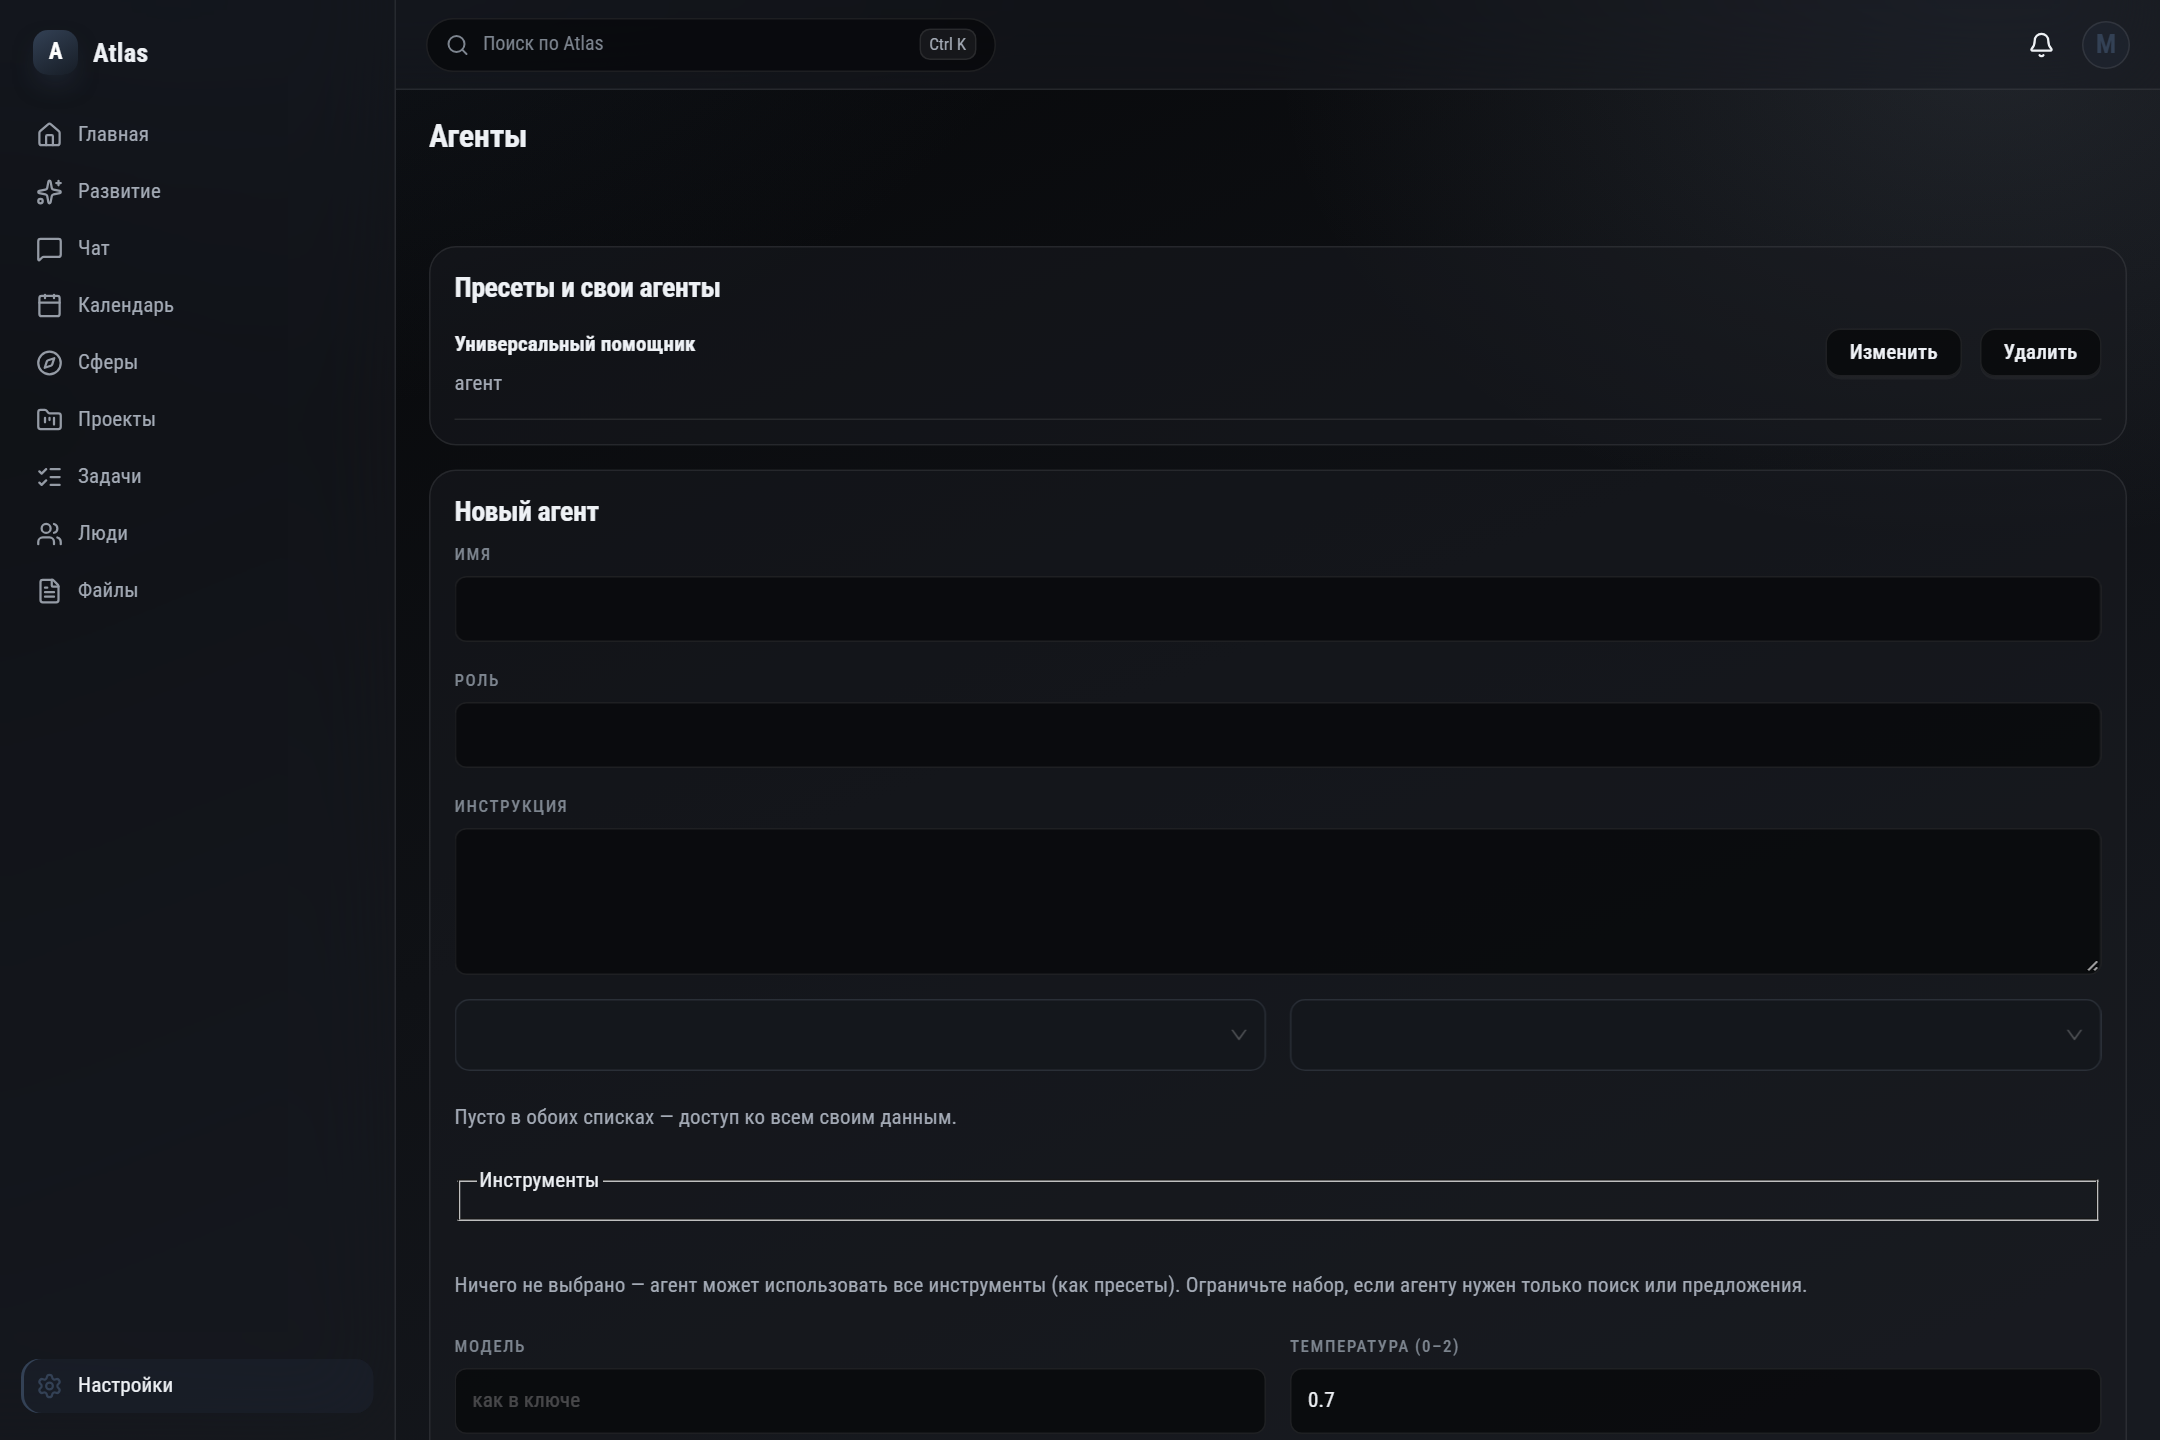 A Atlas
Поиск по Atlas
Ctrl K
M
Главная
Развитие
Чат
Календарь
Сферы
Проекты
Задачи
Люди
Файлы
Настройки
Агенты
Пресеты и свои агенты
Универсальный помощник
агент
Изменить
Удалить
Новый агент
ИМЯ
РОЛЬ
ИНСТРУКЦИЯ
Пусто в обоих списках — доступ ко всем своим данным.
Инструменты
Ничего не выбрано — агент может использовать все инструменты (как пресеты). Ограничьте набор, если агенту нужен только поиск или предложения.
МОДЕЛЬ
как в ключе
ТЕМПЕРАТУРА (0–2)
0.7